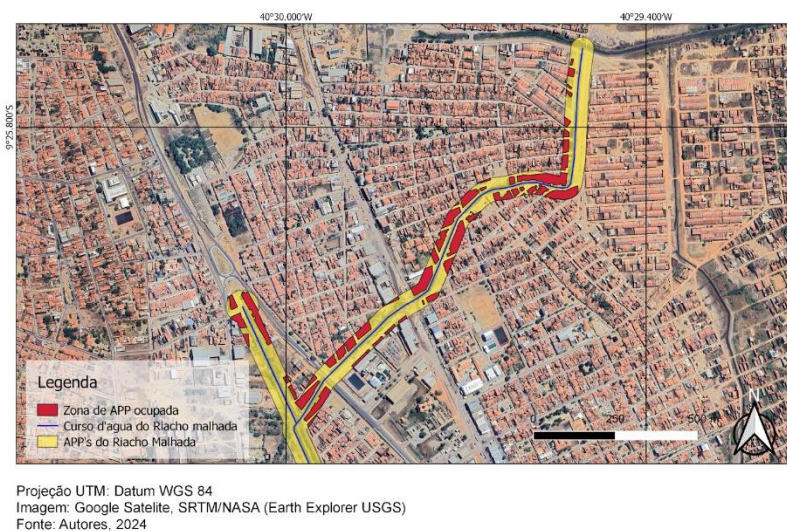 40°30.000'W
40°29.400'W
9°25.800'S
Legenda
Zona de APP ocupada
Curso d'agua do Riacho malhada
APP's do Riacho Malhada
0 250 500
N
Projeção UTM: Datum WGS 84
Imagem: Google Satelite, SRTM/NASA (Earth Explorer USGS)
Fonte: Autores, 2024